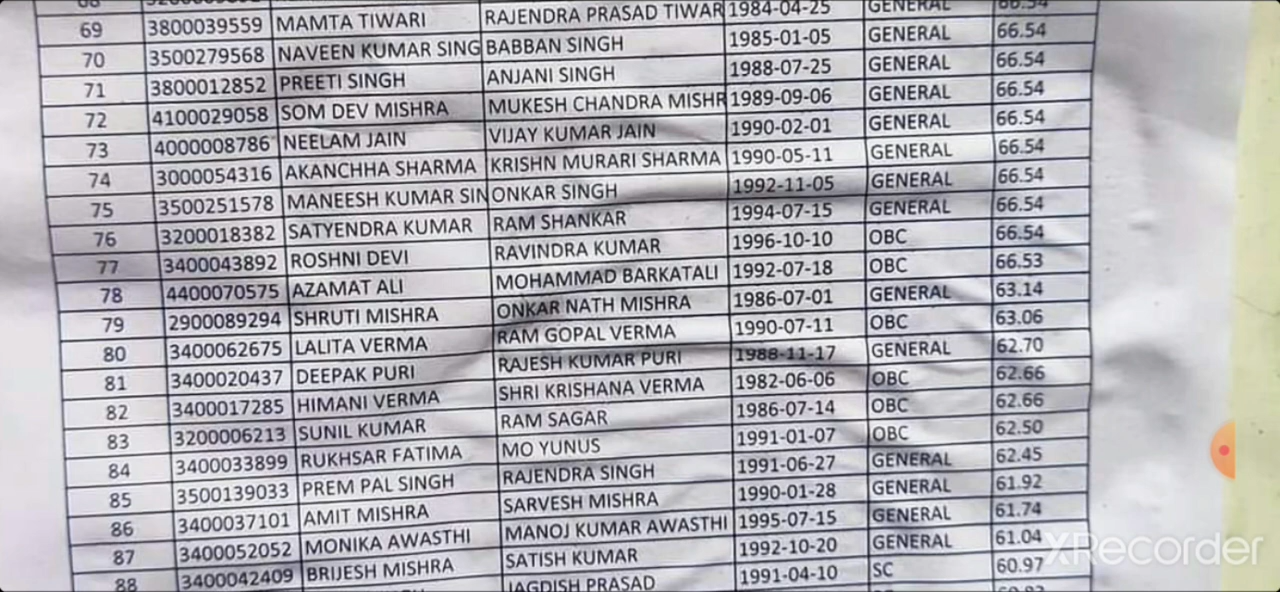 69 3800039559 MAMTA TIWARI RAJENDRA PRASAD TIWAR 1984-04-25 GENERAL 66.54
70 3500279568 NAVEEN KUMAR SING BABBAN SINGH 1985-01-05 GENERAL 66.54
71 3800012852 PREETI SINGH ANJANI SINGH 1988-07-25 GENERAL 66.54
72 4100029058 SOM DEV MISHRA MUKESH CHANDRA MISHR 1989-09-06 GENERAL 66.54
73 4000008786 NEELAM JAIN VIJAY KUMAR JAIN 1990-02-01 GENERAL 66.54
74 3000054316 AKANCHHA SHARMA KRISHN MURARI SHARMA 1990-05-11 GENERAL 66.54
75 3500251578 MANEESH KUMAR SIN ONKAR SINGH 1992-11-05 GENERAL 66.54
76 3200018382 SATYENDRA KUMAR RAM SHANKAR 1994-07-15 GENERAL 66.54
77 3400043892 ROSHNI DEVI RAVINDRA KUMAR 1996-10-10 OBC 66.54
78 4400070575 AZAMAT ALI MOHAMMAD BARKATALI 1992-07-18 OBC 66.53
79 2900089294 SHRUTI MISHRA ONKAR NATH MISHRA 1986-07-01 GENERAL 63.14
80 3400062675 LALITA VERMA RAM GOPAL VERMA 1990-07-11 OBC 63.06
81 3400020437 DEEPAK PURI RAJESH KUMAR PURI 1988-11-17 GENERAL 62.70
82 3400017285 HIMANI VERMA SHRI KRISHANA VERMA 1982-06-06 OBC 62.66
83 3200006213 SUNIL KUMAR RAM SAGAR 1986-07-14 OBC 62.66
84 3400033899 RUKHSAR FATIMA MO YUNUS 1991-01-07 OBC 62.50
85 3500139033 PREM PAL SINGH RAJENDRA SINGH 1991-06-27 GENERAL 62.45
86 3400037101 AMIT MISHRA SARVESH MISHRA 1990-01-28 GENERAL 61.92
87 3400052052 MONIKA AWASTHI MANOJ KUMAR AWASTHI 1995-07-15 GENERAL 61.74
88 3400042409 BRIJESH MISHRA SATISH KUMAR 1992-10-20 GENERAL 61.04
JAGDISH PRASAD 1991-04-10 SC 60.97
XRecorder